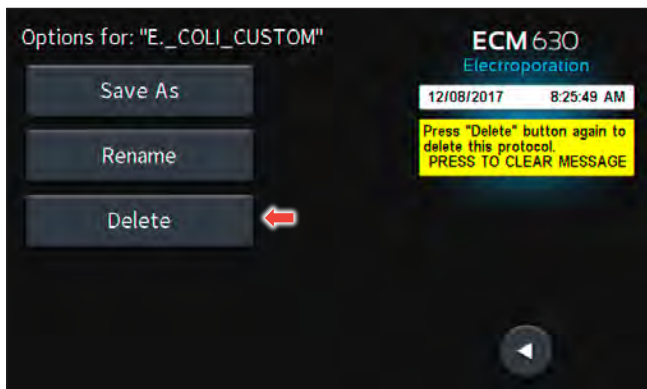 Options for: "E._COLI_CUSTOM"
Save As
Rename
Delete
ECM 630
Electroporation
12/08/2017 8:25:49 AM
Press "Delete" button again to
delete this protocol.
PRESS TO CLEAR MESSAGE